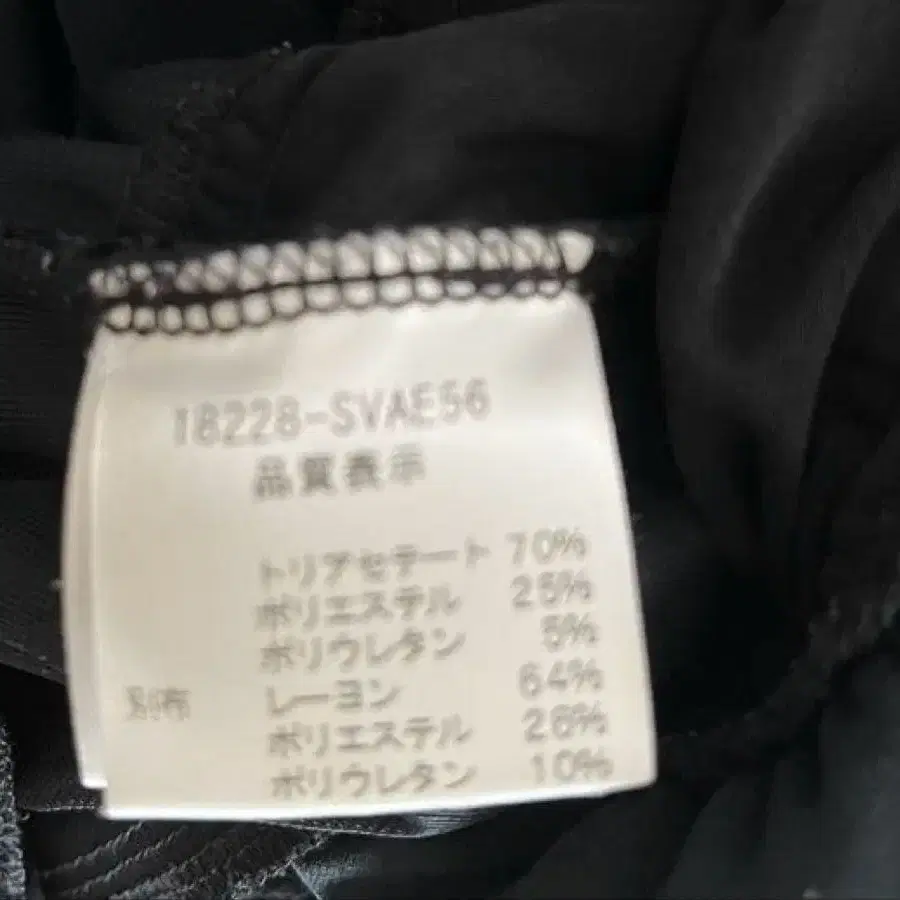 18228-SVAE56
品質表示
トリアセテート 70%
ポリエステル 25%
ポリウレタン 5%
別布 レーヨン 64%
ポリエステル 26%
ポリウレタン 10%